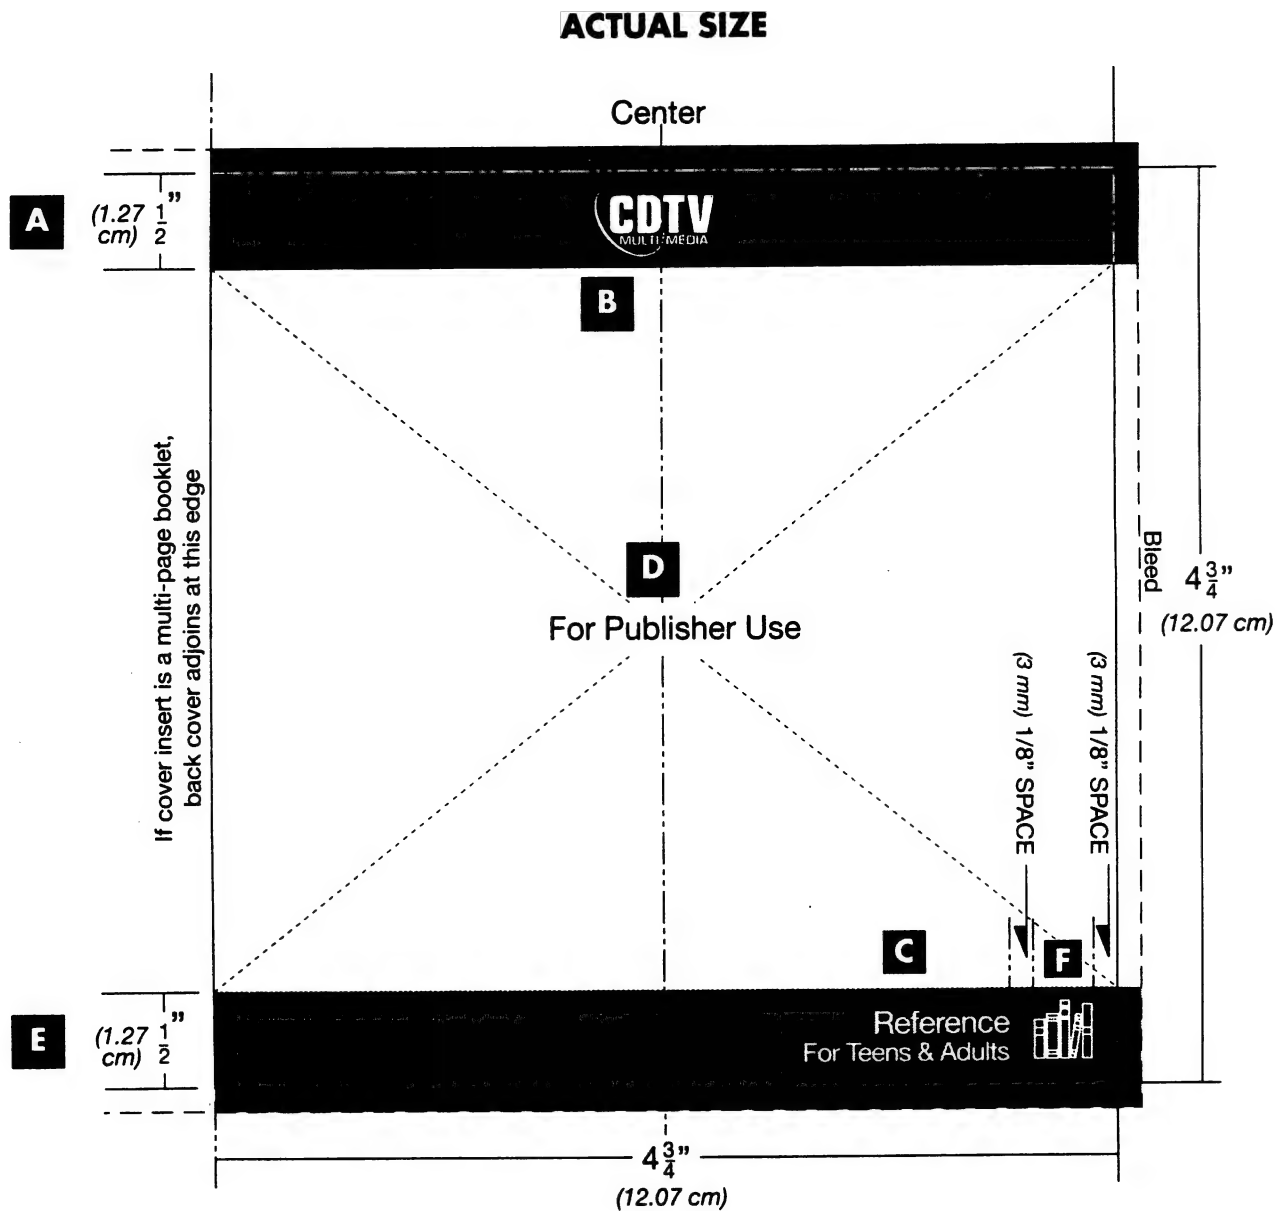 ACTUAL SIZE
Center
A
(1.27 cm) 1/2”
CDTV
MULTI-MEDIA
B
If cover insert is a multi-page booklet,
back cover adjoins at this edge
D
For Publisher Use
Bleed
4 3/4”
(12.07 cm)
(3 mm) 1/8” SPACE
(3 mm) 1/8” SPACE
C
F
E
(1.27 cm) 1/2”
Reference
For Teens & Adults
4 3/4”
(12.07 cm)